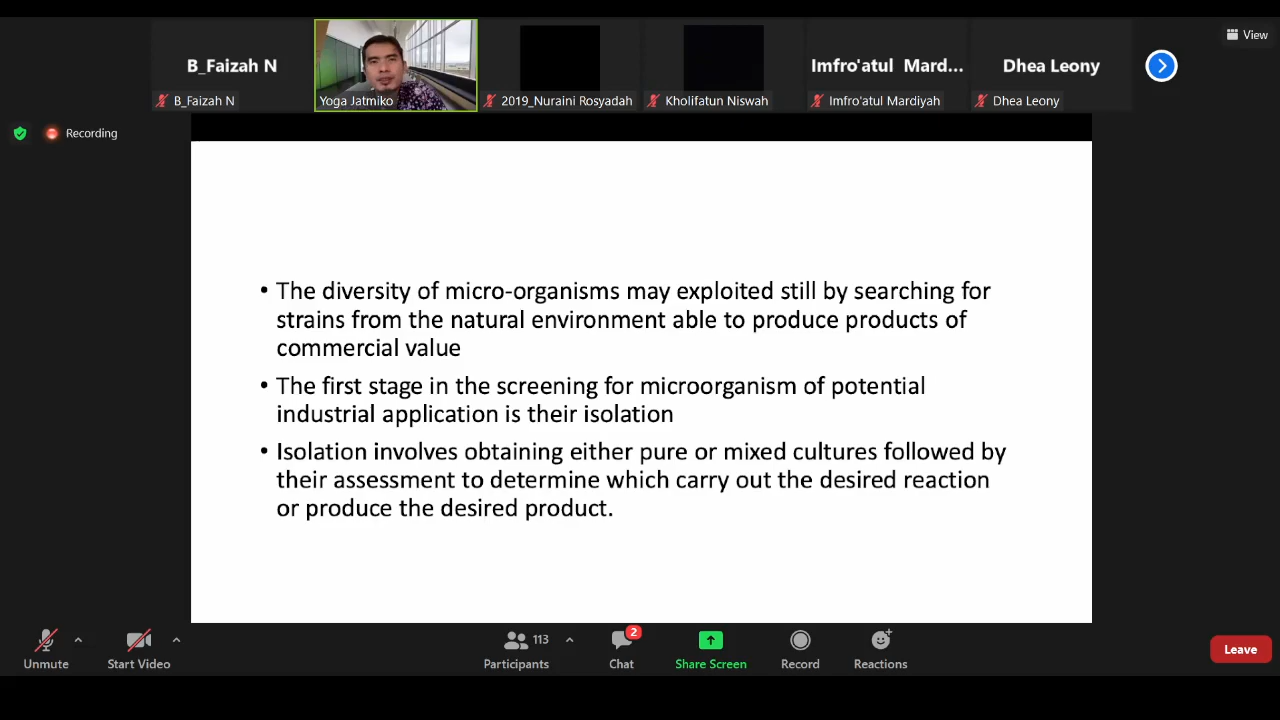 View
B_Faizah N
Imfro'atul Mard...
Dhea Leony
B_Faizah N
Yoga Jatmiko
2019_Nuraini Rosyadah
Kholifatun Niswah
Imfro'atul Mardiyah
Dhea Leony
Recording
• The diversity of micro-organisms may exploited still by searching for
strains from the natural environment able to produce products of
commercial value
• The first stage in the screening for microorganism of potential
industrial application is their isolation
• Isolation involves obtaining either pure or mixed cultures followed by
their assessment to determine which carry out the desired reaction
or produce the desired product.
113
2
Unmute
Start Video
Participants
Chat
Share Screen
Record
Reactions
Leave